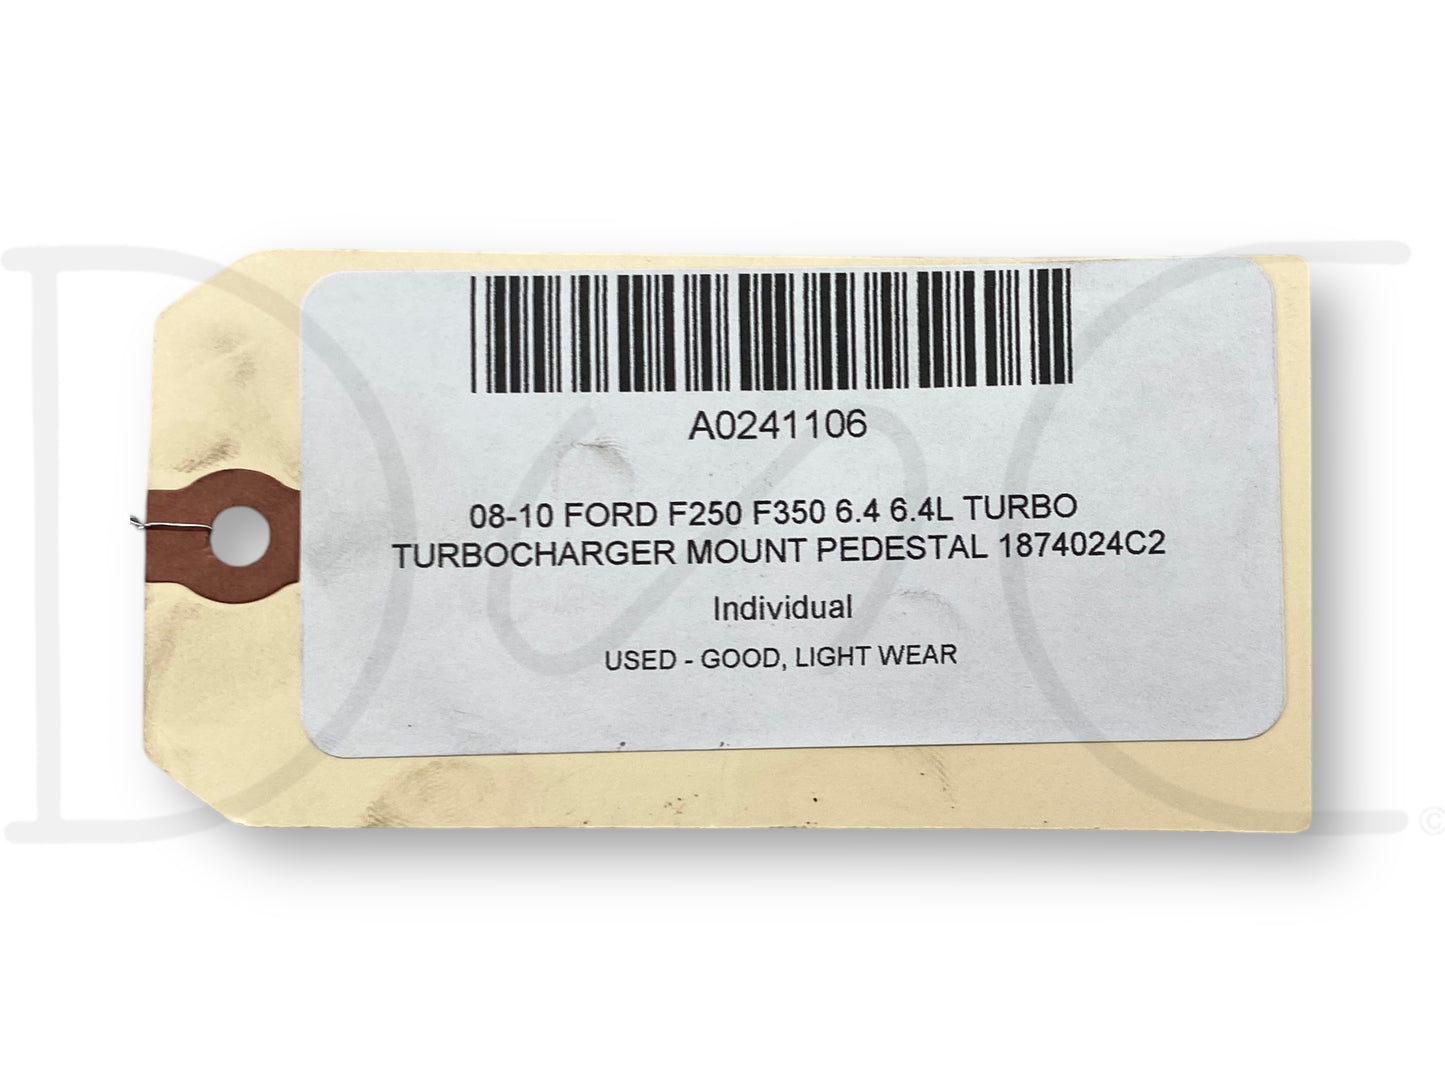 A0241106
08-10 FORD F250 F350 6.4 6.4L TURBO
TURBOCHARGER MOUNT PEDESTAL 1874024C2
Individual
USED - GOOD, LIGHT WEAR
D C
©